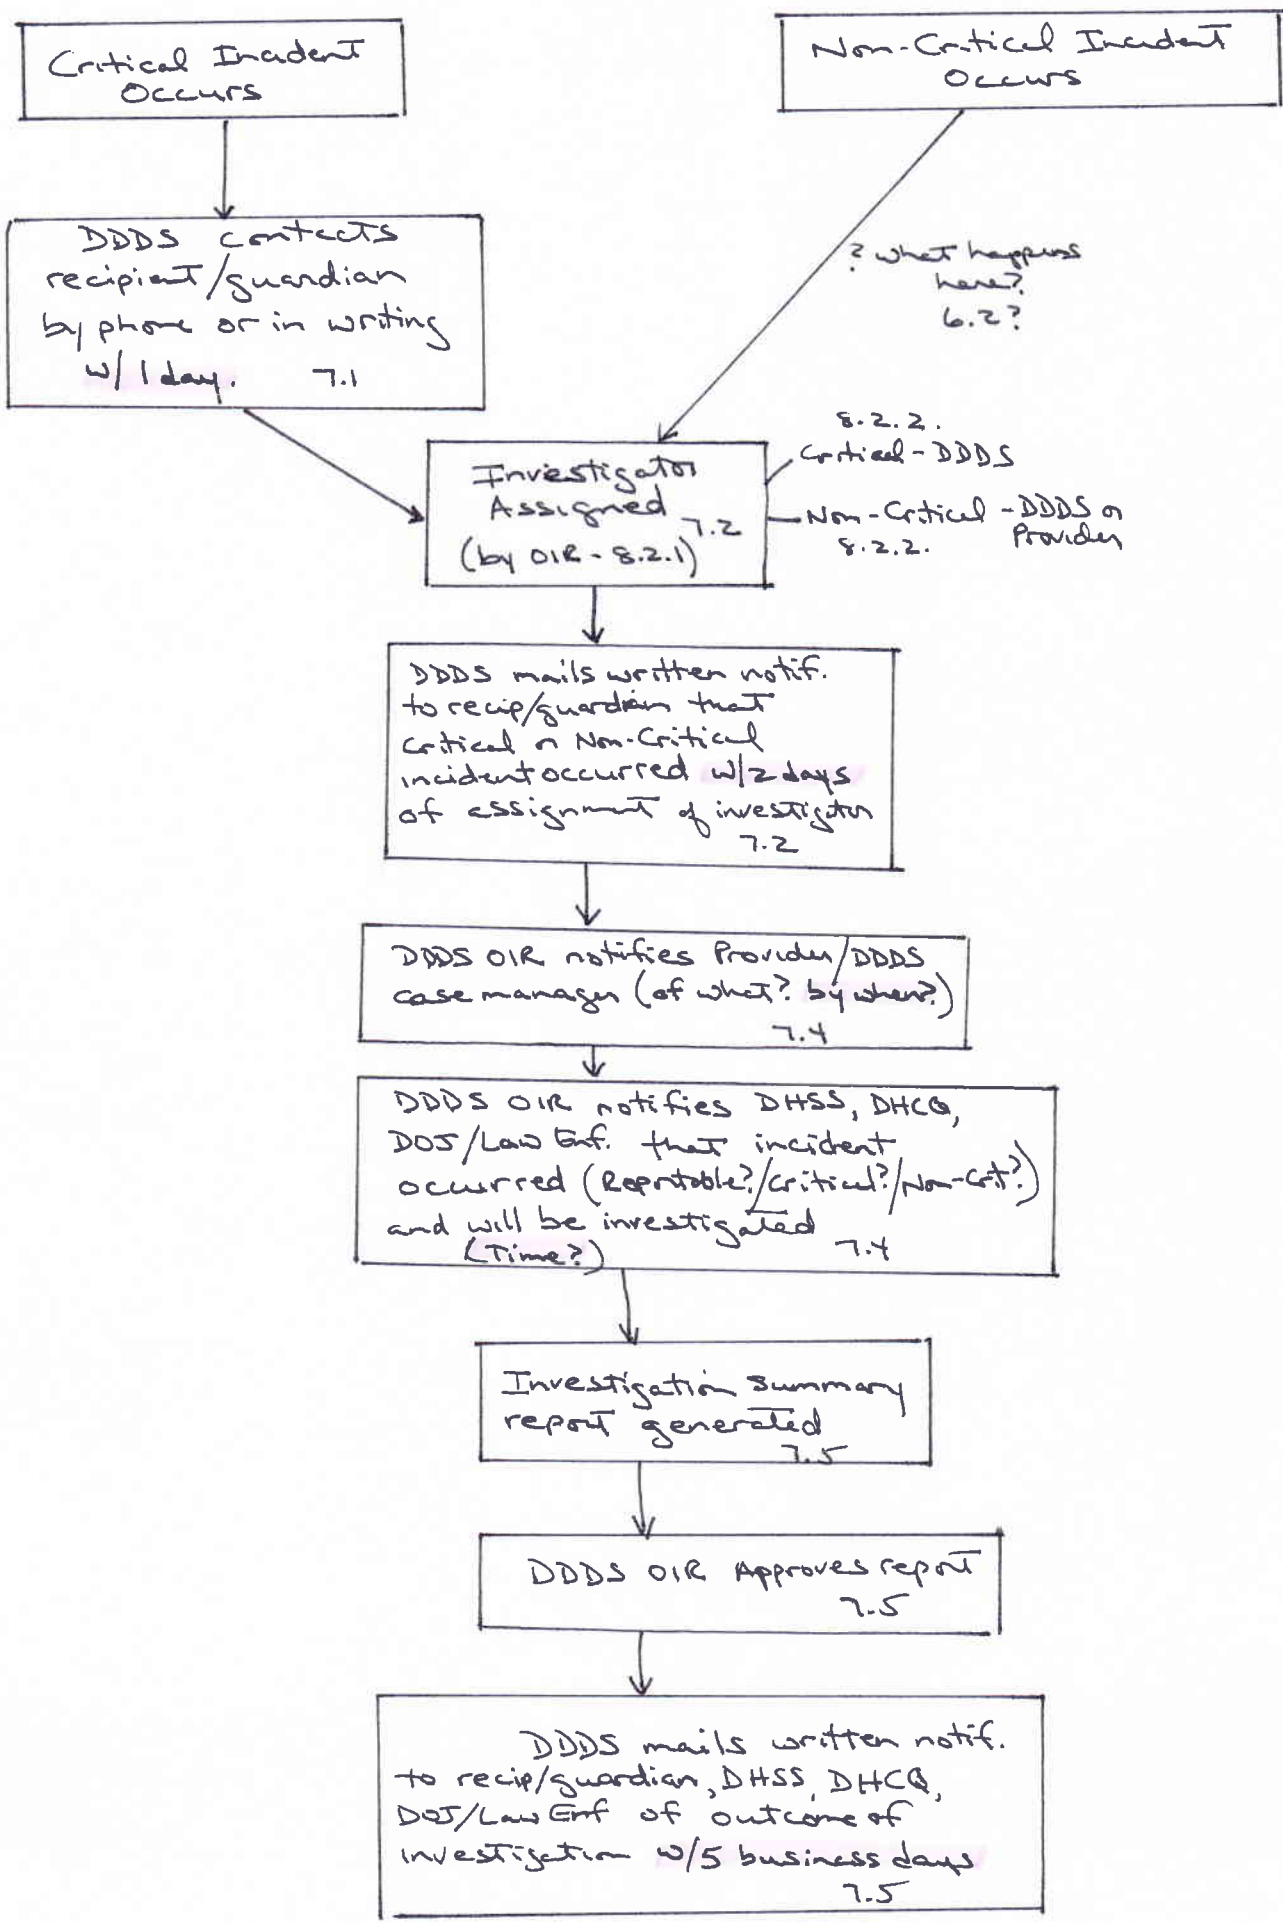 Critical Incident
Occurs
Non-Critical Incident
Occurs
DDDS contacts
recipient/guardian
by phone or in writing
w/ 1 day. 7.1
? what happens
here?
6.2?
8.2.2.
Critical - DDDS
Investigator
Assigned 7.2
(by OIR - 8.2.1)
Non-Critical - DDDS or
8.2.2. Provider
DDDS mails written notif.
to recip/guardian that
Critical or Non-Critical
incident occurred w/2 days
of assignment of investigator
7.2
DDDS OIR notifies Provider/DDDS
case manager (of what? by when?)
7.4
DDDS OIR notifies DHSS, DHCQ,
DOJ/Law Enf. that incident
occurred (Reportable?/Critical?/Non-Crit?)
and will be investigated
(Time?) 7.4
Investigation summary
report generated
7.5
DDDS OIR Approves report
7.5
DDDS mails written notif.
to recip/guardian, DHSS, DHCQ,
DOJ/Law Enf of outcome of
investigation w/5 business days
7.5